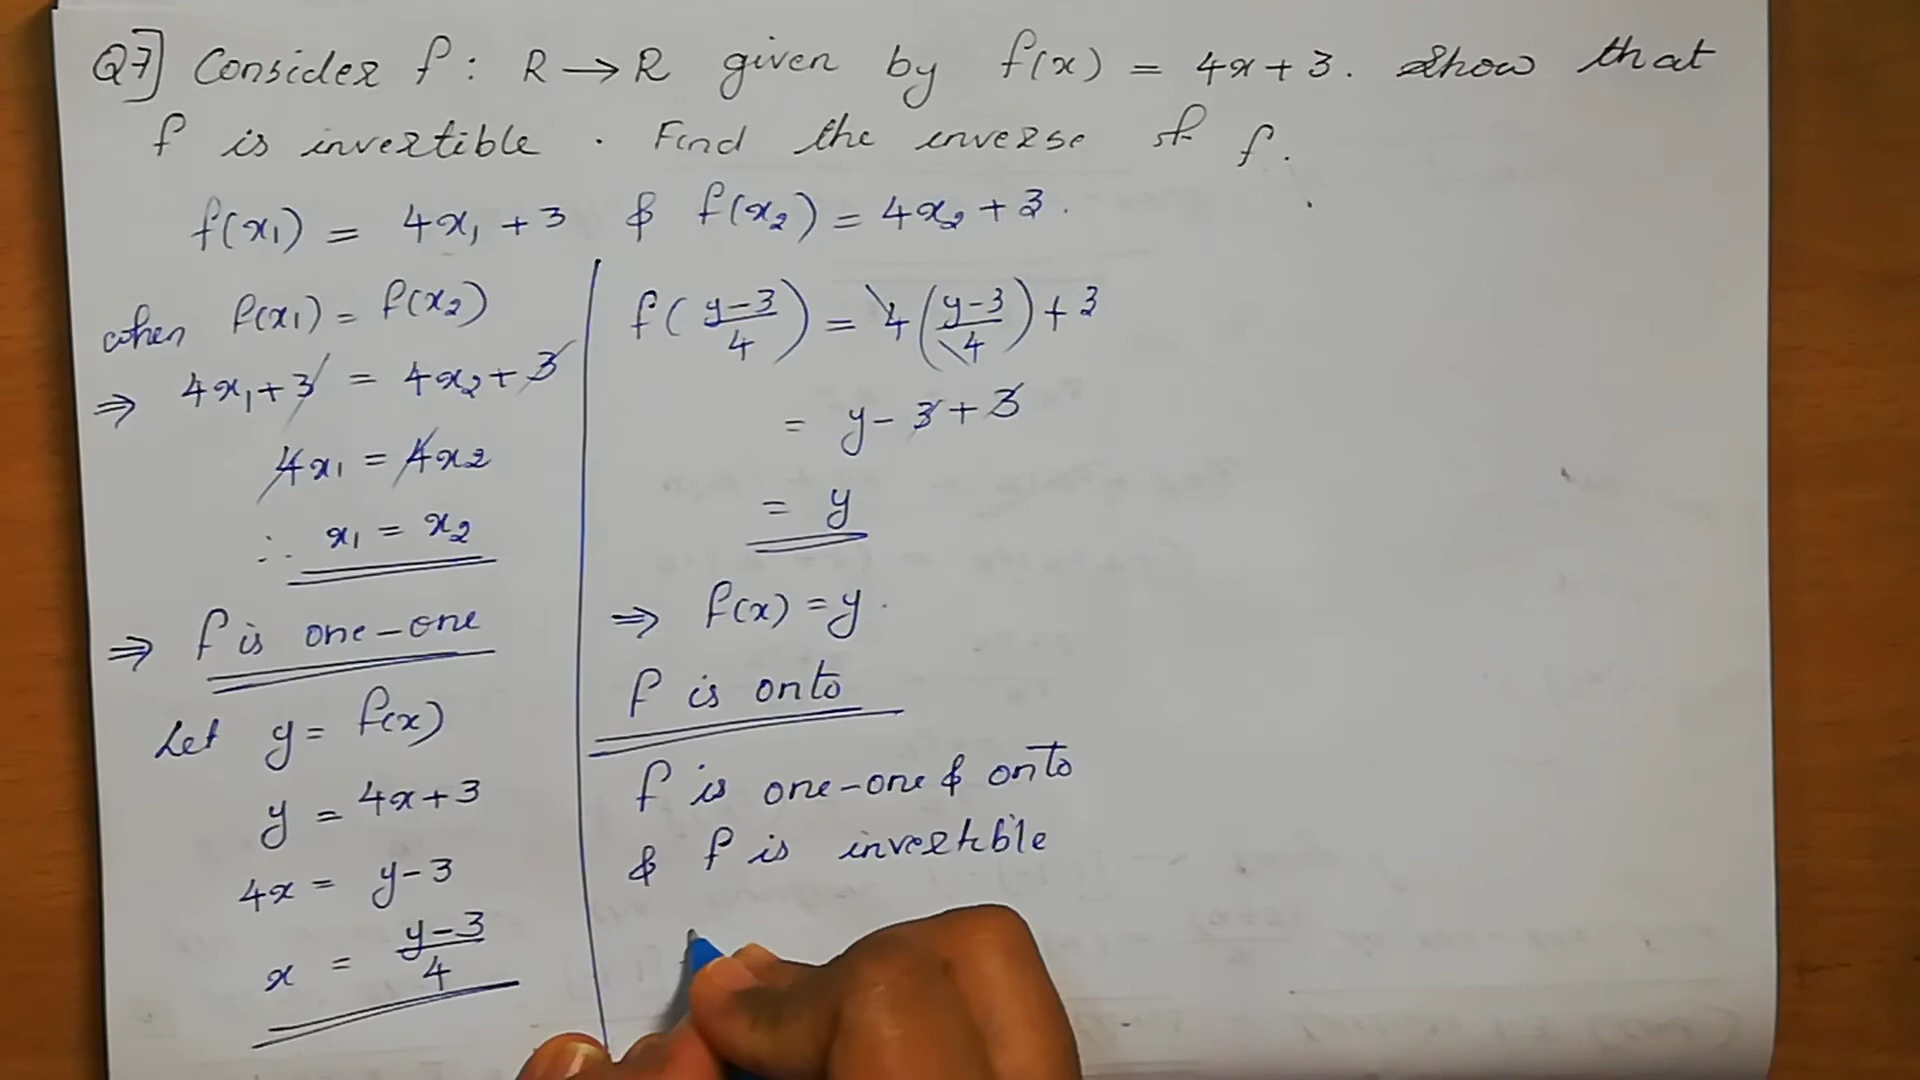 Q7] Consider f: R → R given by f(x) = 4x+3. Show that
f is invertible. Find the inverse of f.
f(x₁) = 4x₁ + 3 & f(x₂) = 4x₂ + 3.
when f(x₁) = f(x₂)
⇒ 4x₁+3 = 4x₂+3
4x₁ = 4x2
∴ x₁ = x₂
⇒ f is one-one
Let y = f(x)
y = 4x+3
4x = y-3
x = (y-3)/4
f((y-3)/4) = 4((y-3)/4) + 3
= y-3+3
= y
⇒ f(x) = y.
f is onto
f is one-one & onto
& f is invertible